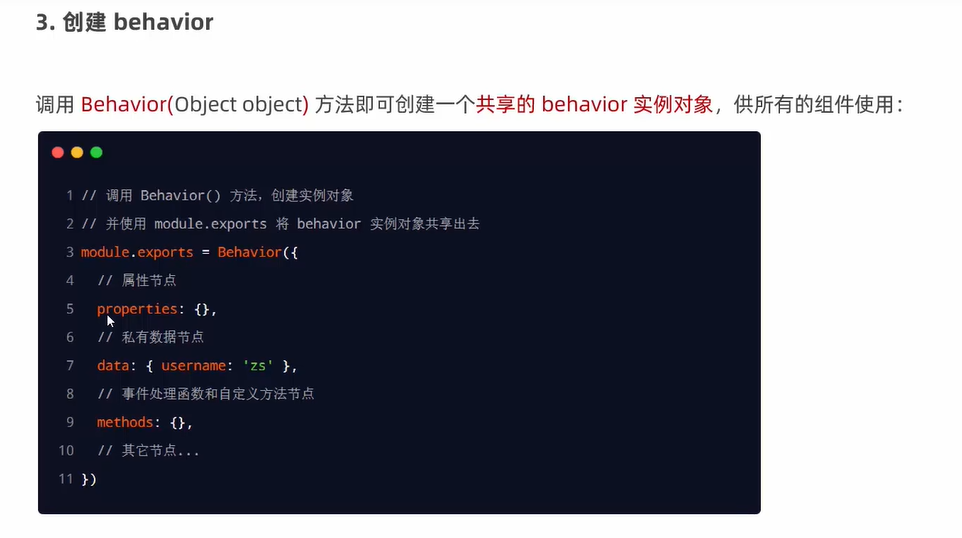 3. 创建 behavior
调用 Behavior(Object object) 方法即可创建一个共享的 behavior 实例对象，供所有的组件使用：
1 // 调用 Behavior() 方法，创建实例对象
2 // 并使用 module.exports 将 behavior 实例对象共享出去
3 module.exports = Behavior({
4 // 属性节点
5 properties: {},
6 // 私有数据节点
7 data: { username: 'zs' },
8 // 事件处理函数和自定义方法节点
9 methods: {},
10 // 其它节点...
11 })